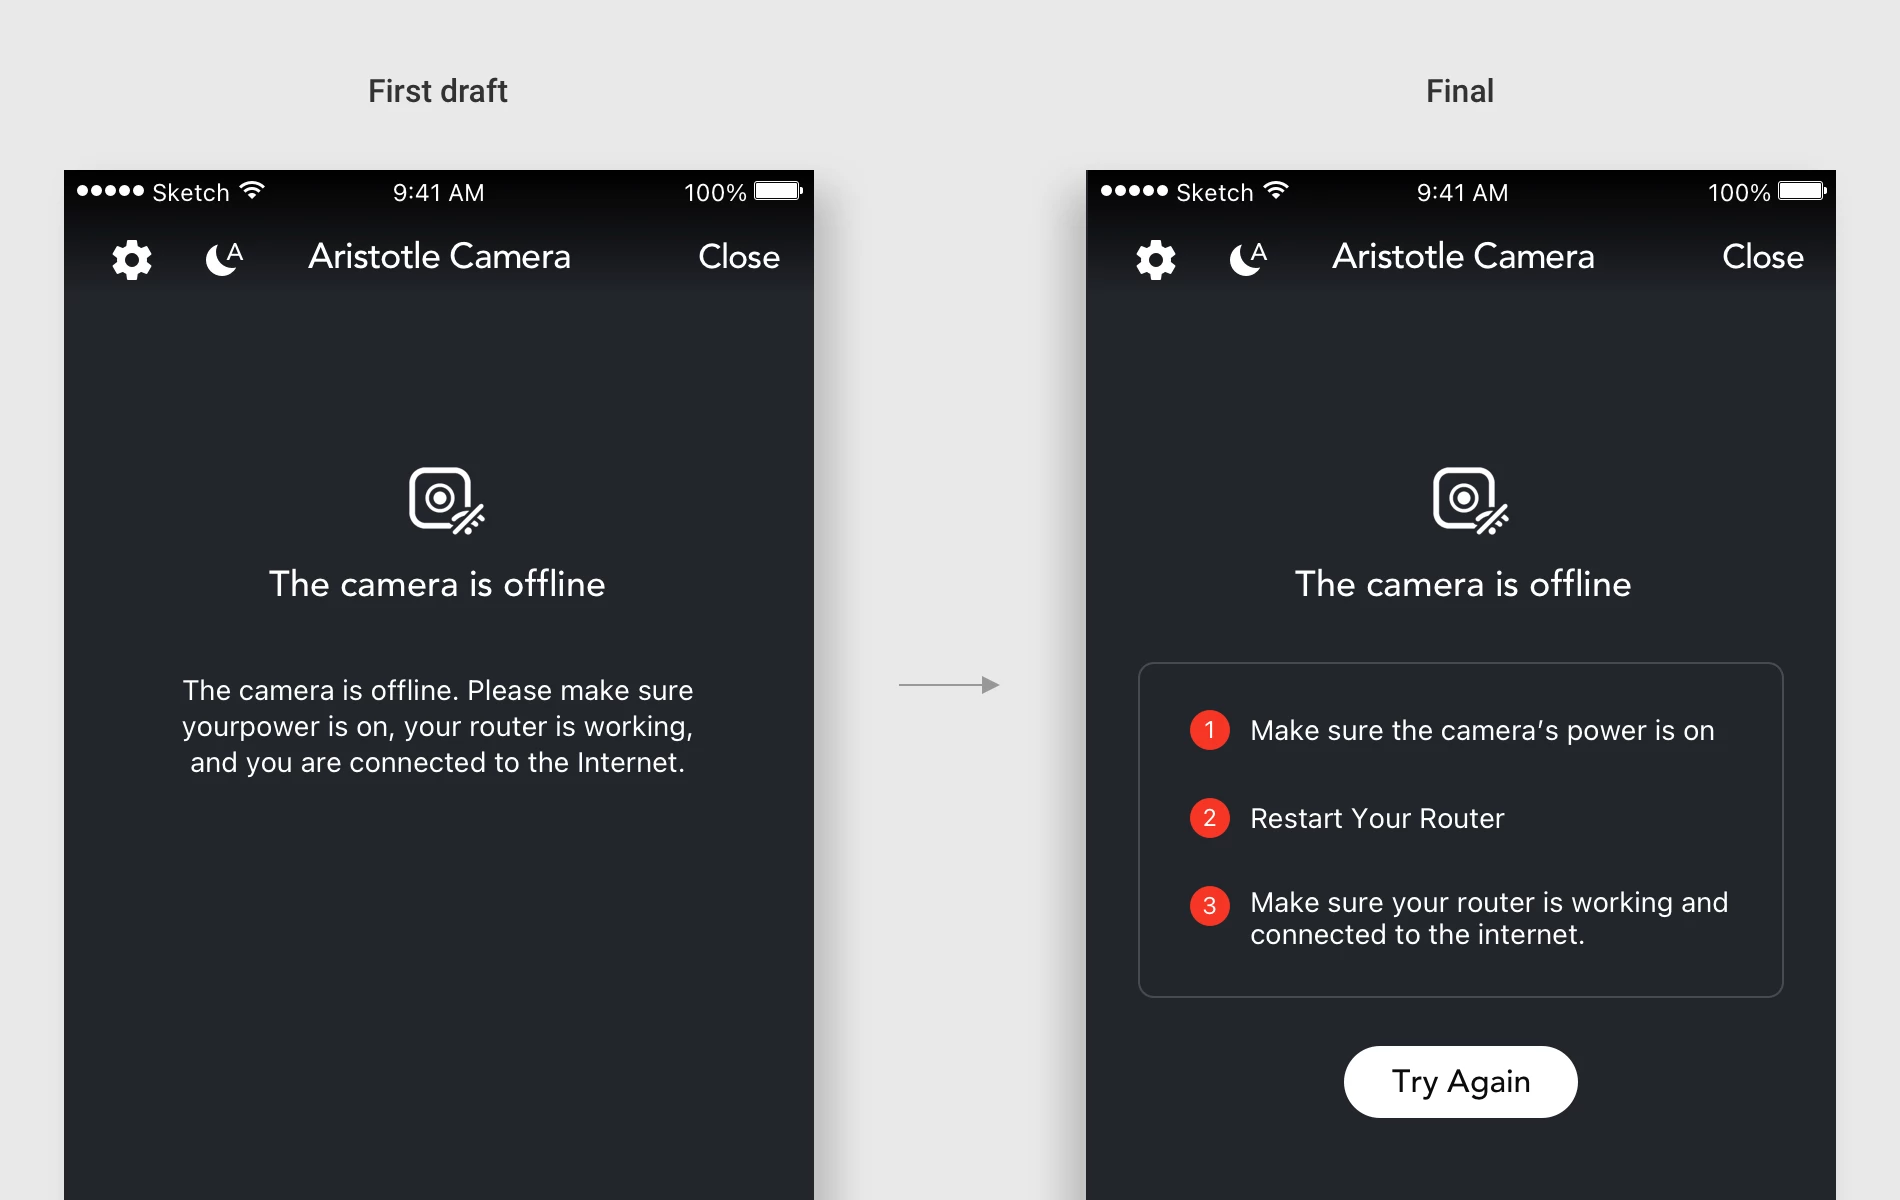 First draft
Sketch 9:41 AM 100%
A
Aristotle Camera
Close
The camera is offline
The camera is offline. Please make sure
yourpower is on, your router is working,
and you are connected to the Internet.
Final
Sketch 9:41 AM 100%
A
Aristotle Camera
Close
The camera is offline
1 Make sure the camera’s power is on
2 Restart Your Router
3 Make sure your router is working and
connected to the internet.
Try Again